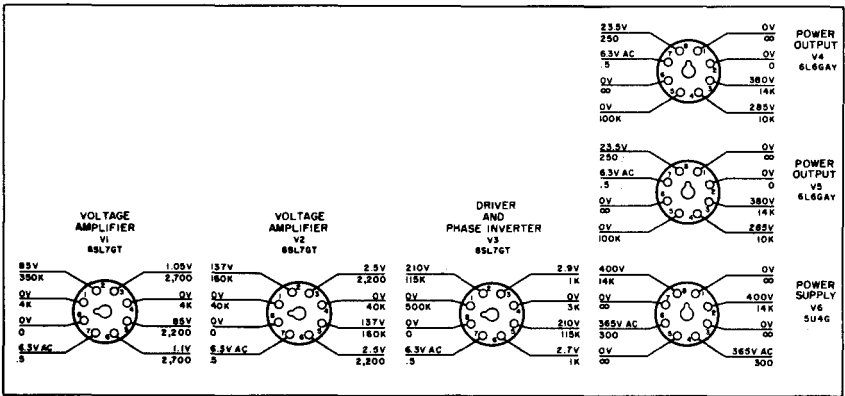 23.5V
250
6.3V AC
.5
0V
∞
0V
100K
0V
∞
0V
0
380V
14K
285V
10K
POWER
OUTPUT
V4
6L6GAY
23.5V
250
6.3V AC
.5
0V
∞
0V
100K
0V
∞
0V
0
380V
14K
285V
10K
POWER
OUTPUT
V5
6L6GAY
VOLTAGE
AMPLIFIER
V1
6SL7GT
85V
350K
0V
4K
0V
0
6.3V AC
.5
1.05V
2,700
0V
4K
85V
2,200
1.1V
2,700
VOLTAGE
AMPLIFIER
V2
6SL7GT
137V
160K
0V
40K
0V
0
6.3V AC
.5
2.5V
2,200
0V
40K
137V
160K
2.5V
2,200
DRIVER
AND
PHASE INVERTER
V3
6SL7GT
210V
115K
0V
500K
0V
0
6.3V AC
.5
2.9V
1K
0V
3K
210V
115K
2.7V
1K
400V
14K
0V
∞
365V AC
300
0V
∞
0V
∞
400V
14K
0V
∞
365V AC
300
POWER
SUPPLY
V6
5U4G